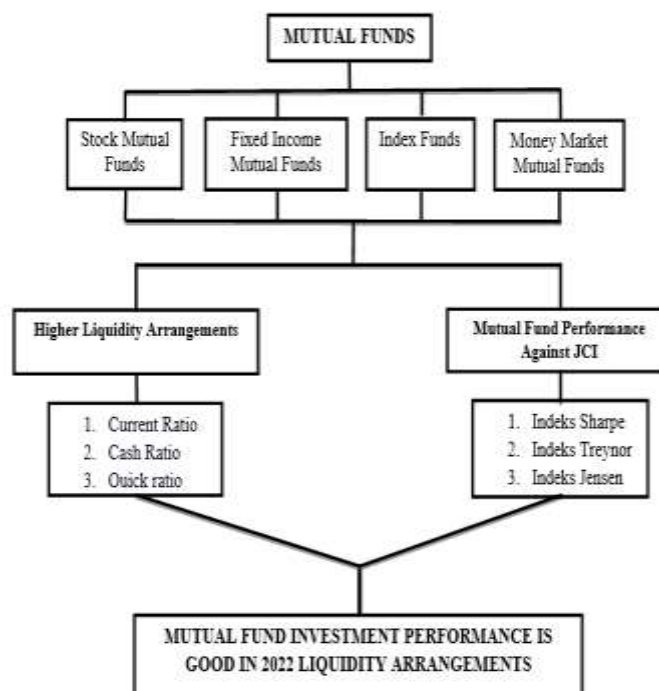 MUTUAL FUNDS
Stock Mutual
Funds
Fixed Income
Mutual Funds
Index Funds
Money Market
Mutual Funds
Higher Liquidity Arrangements
1. Current Ratio
2. Cash Ratio
3. Quick ratio
Mutual Fund Performance
Against JCI
1. Indeks Sharpe
2. Indeks Treynor
3. Indeks Jensen
MUTUAL FUND INVESTMENT PERFORMANCE IS
GOOD IN 2022 LIQUIDITY ARRANGEMENTS